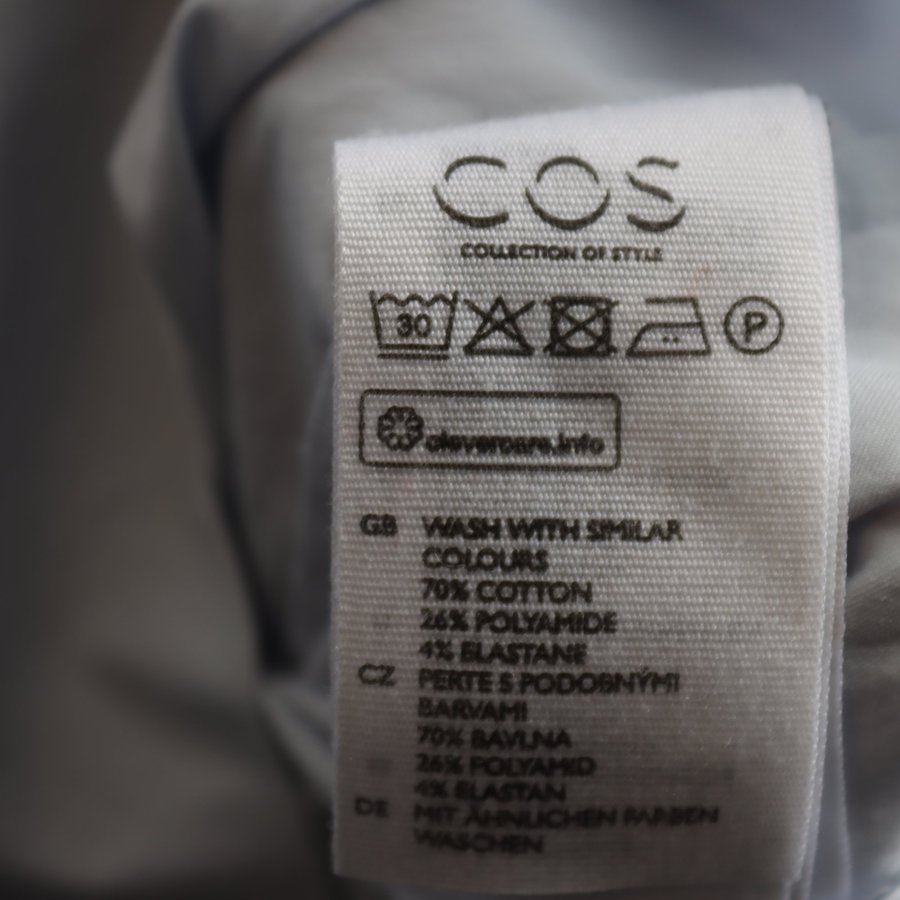 COS
COLLECTION OF STYLE
30 P
clevercare.info
GB WASH WITH SIMILAR
COLOURS
70% COTTON
26% POLYAMIDE
4% ELASTANE
CZ PERTE S PODOBNÝMI
BARVAMI
70% BAVLNA
26% POLYAMID
4% ELASTAN
DE MIT ÄHNLICHEN FARBEN
WASCHEN